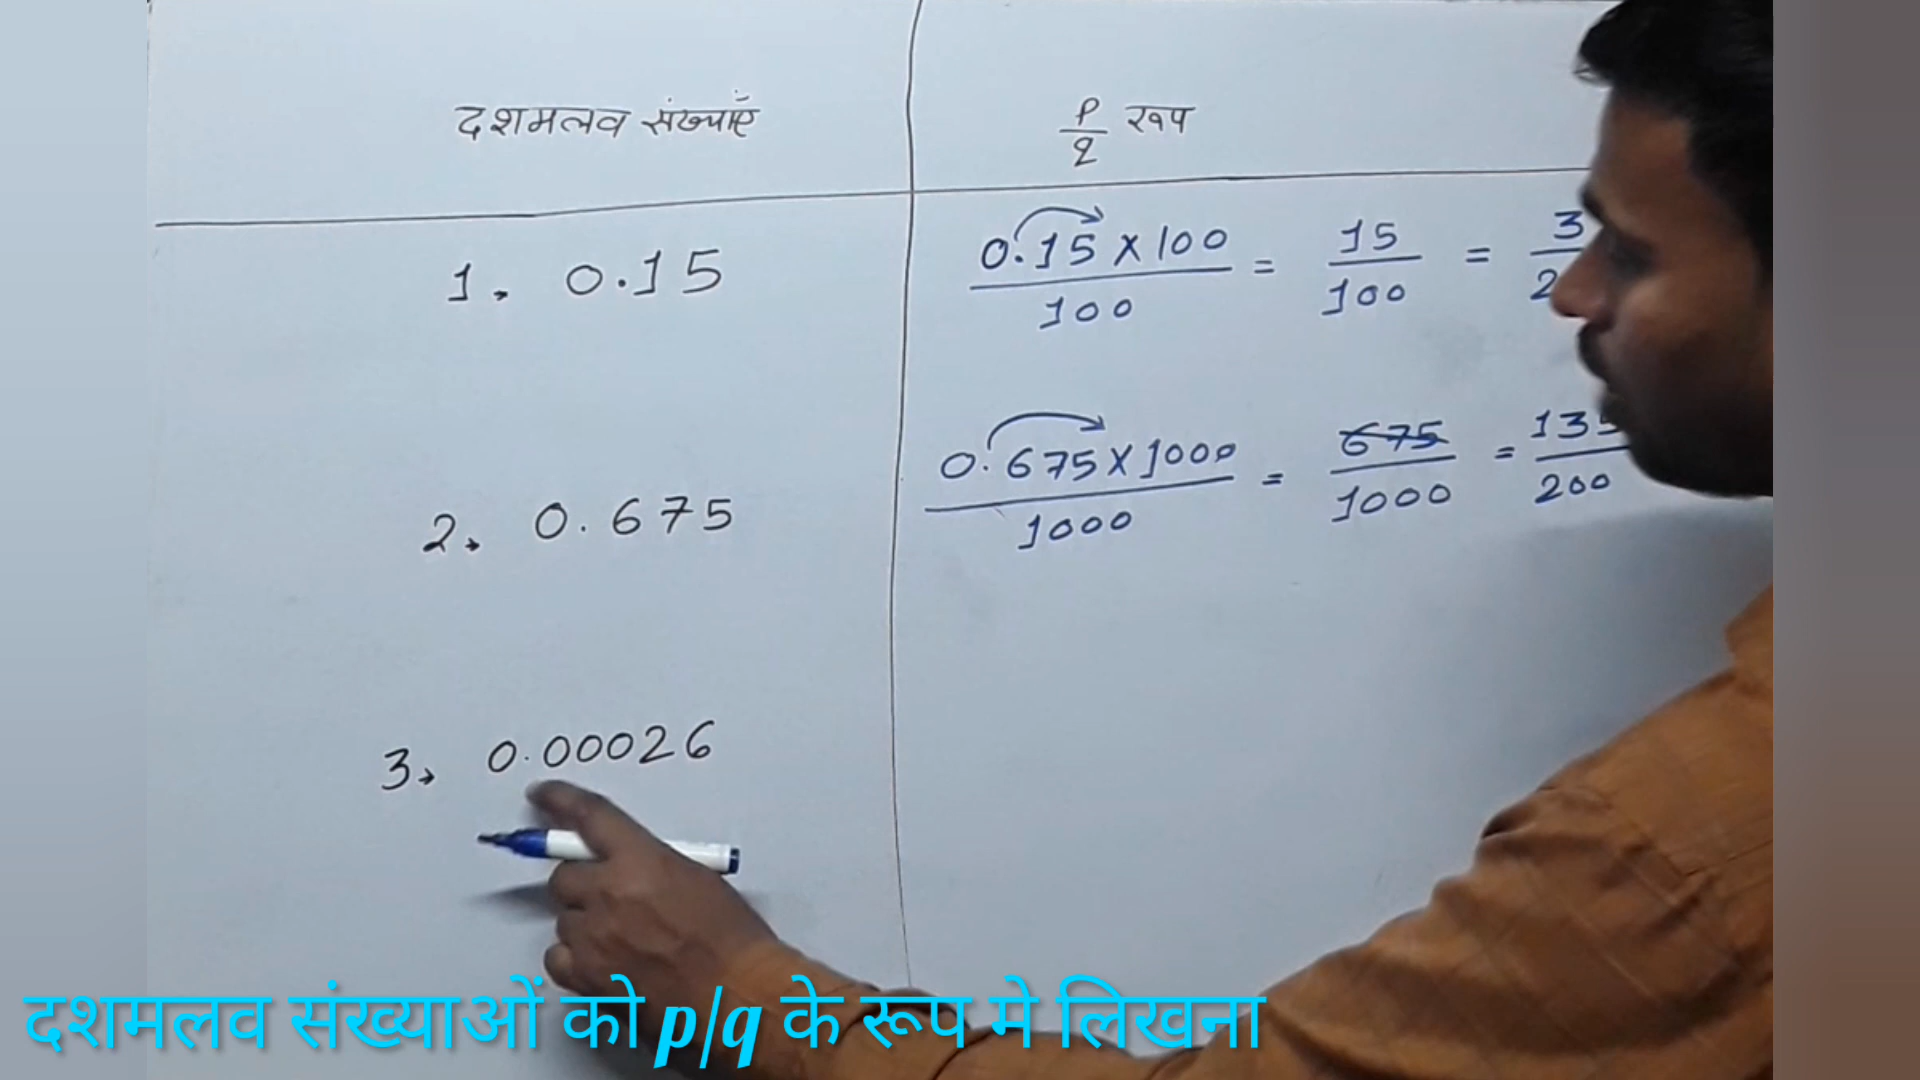 दशमलव संख्याएँ
p/q रूप
1. 0.15
0.15 × 100 / 100 = 15/100 = 3/2
2. 0.675
0.675 × 1000 / 1000 = 675/1000 = 135/200
3. 0.00026
दशमलव संख्याओं को p/q के रूप मे लिखना